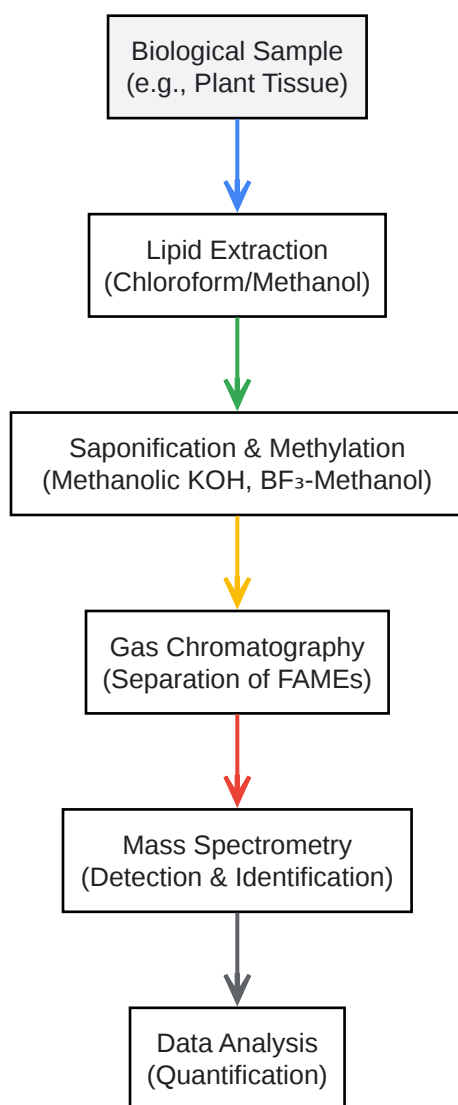 Biological Sample
(e.g., Plant Tissue)
Lipid Extraction
(Chloroform/Methanol)
Saponification & Methylation
(Methanolic KOH, BF₃-Methanol)
Gas Chromatography
(Separation of FAMEs)
Mass Spectrometry
(Detection & Identification)
Data Analysis
(Quantification)